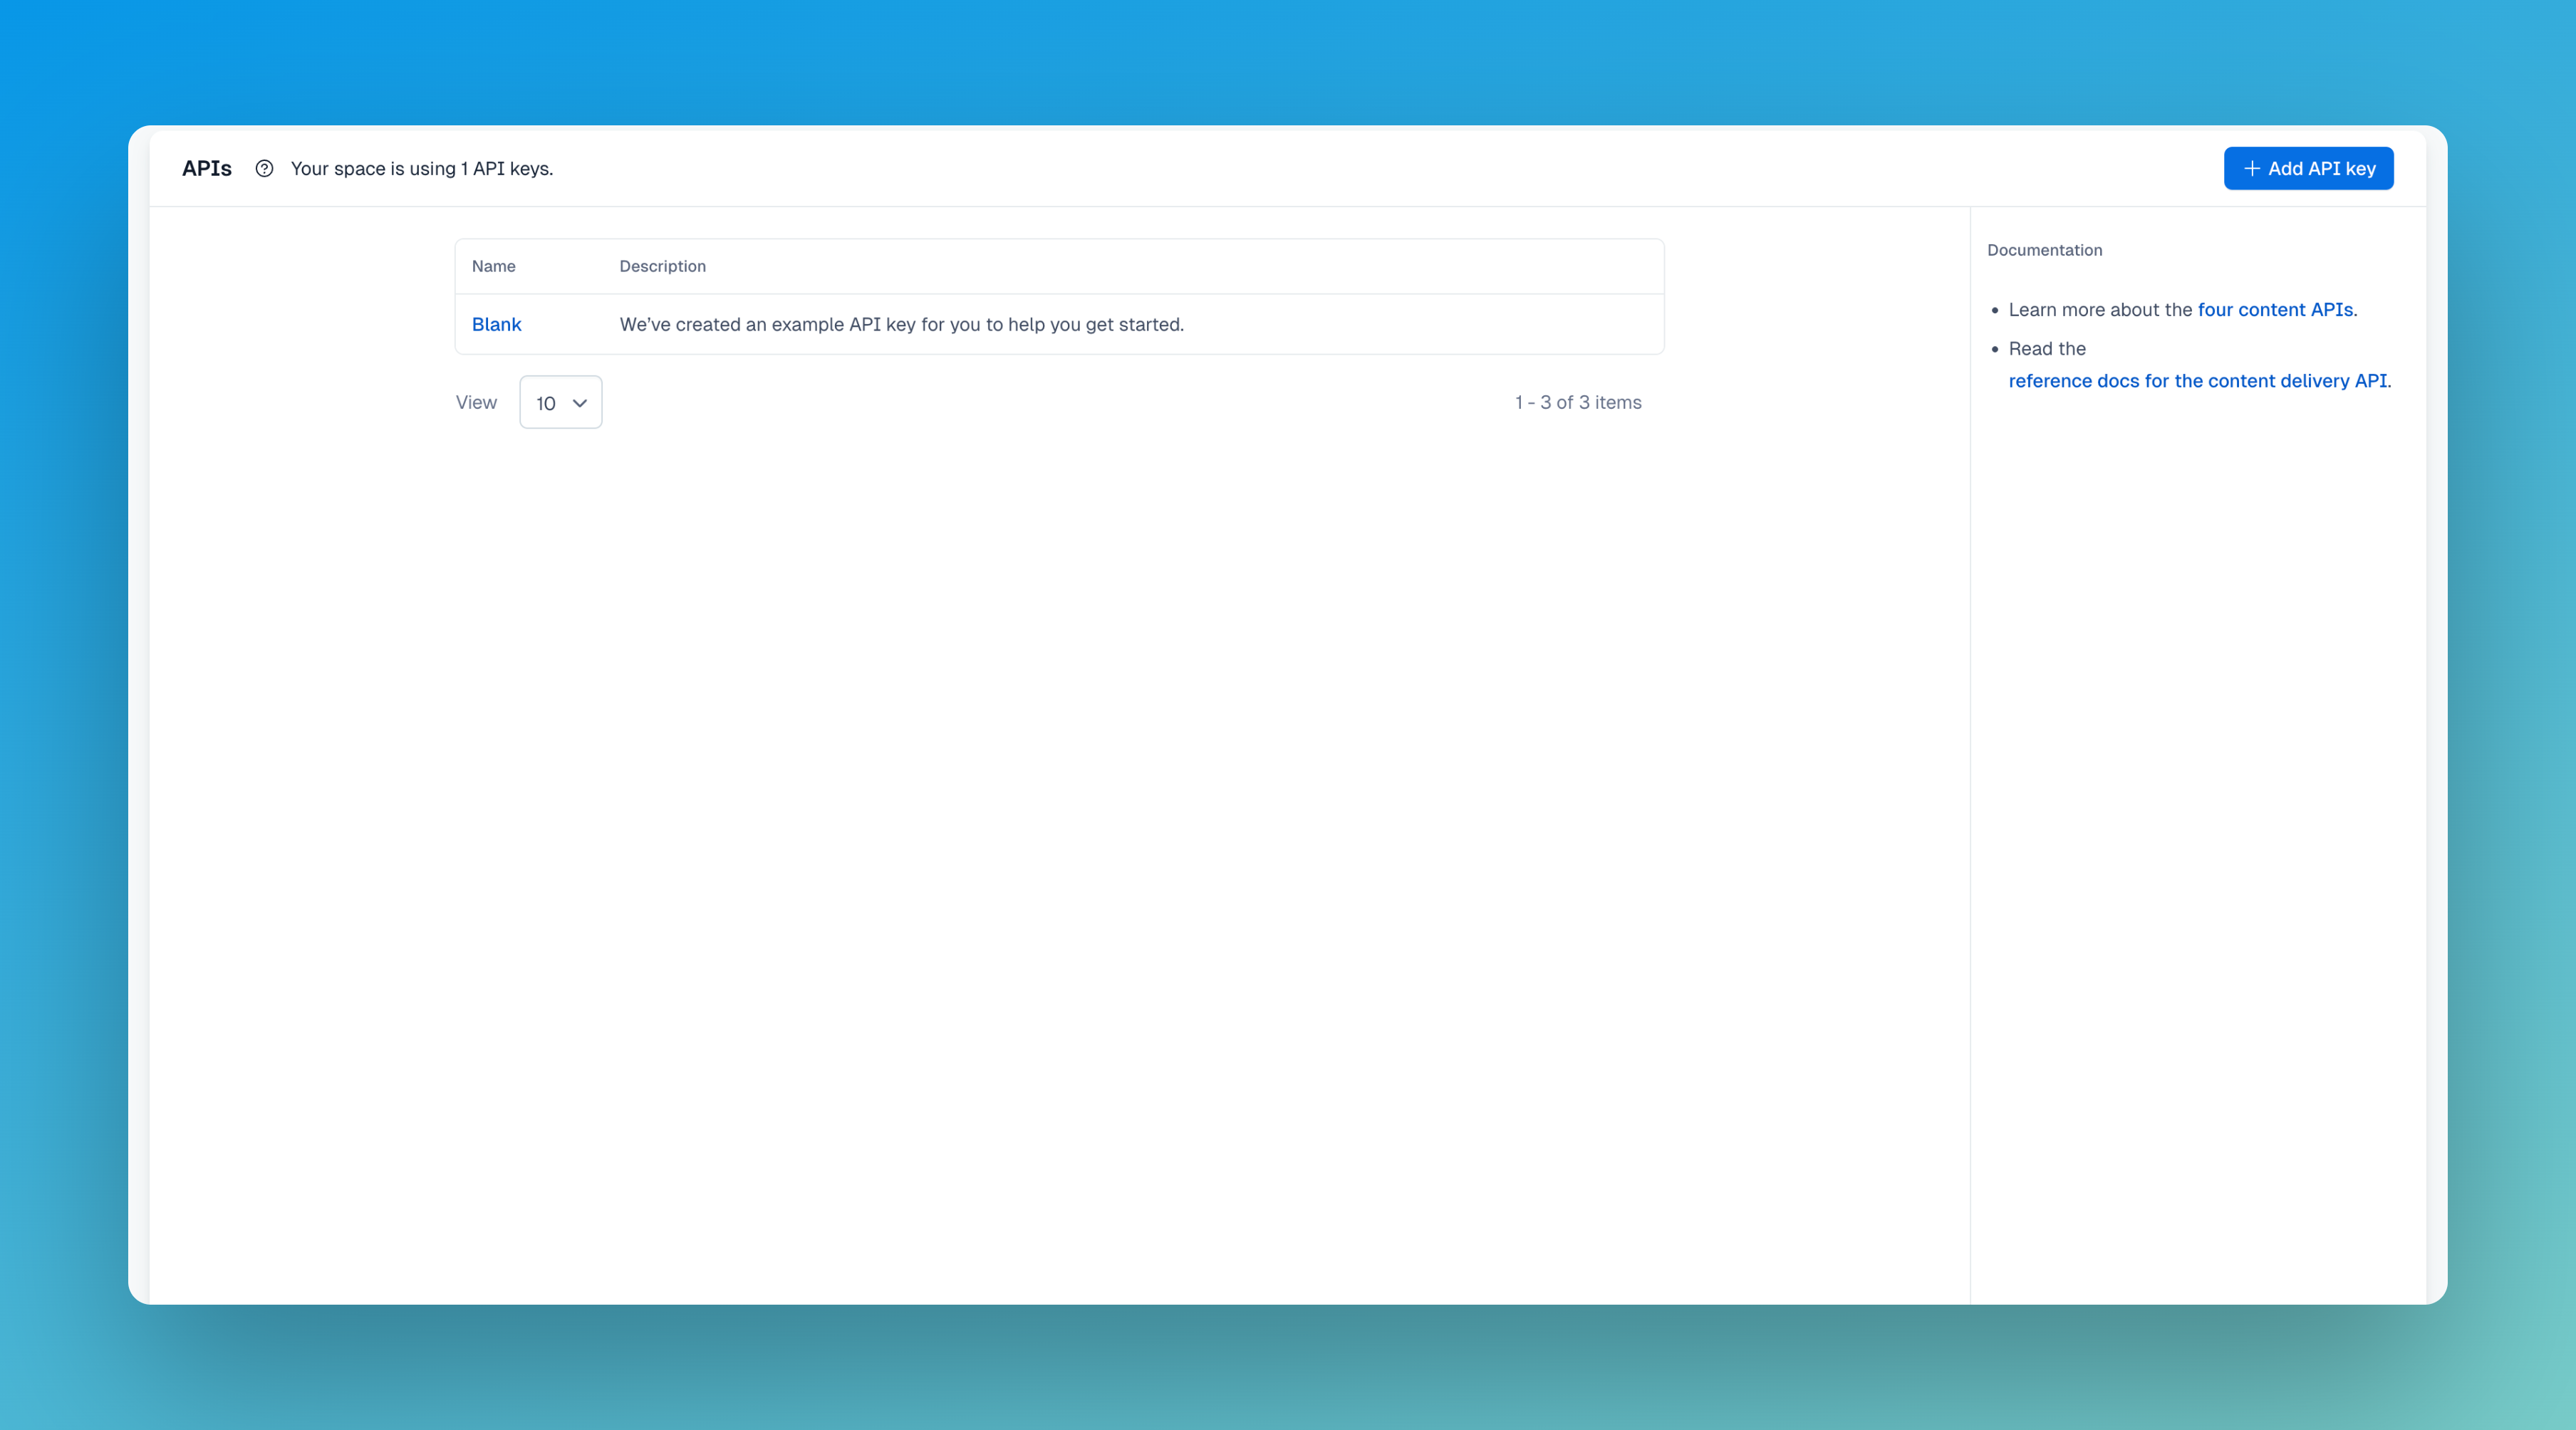 APIs Your space is using 1 API keys.
+ Add API key
Name Description
Blank We’ve created an example API key for you to help you get started.
View 10 1 - 3 of 3 items
Documentation
• Learn more about the four content APIs.
• Read the
reference docs for the content delivery API.